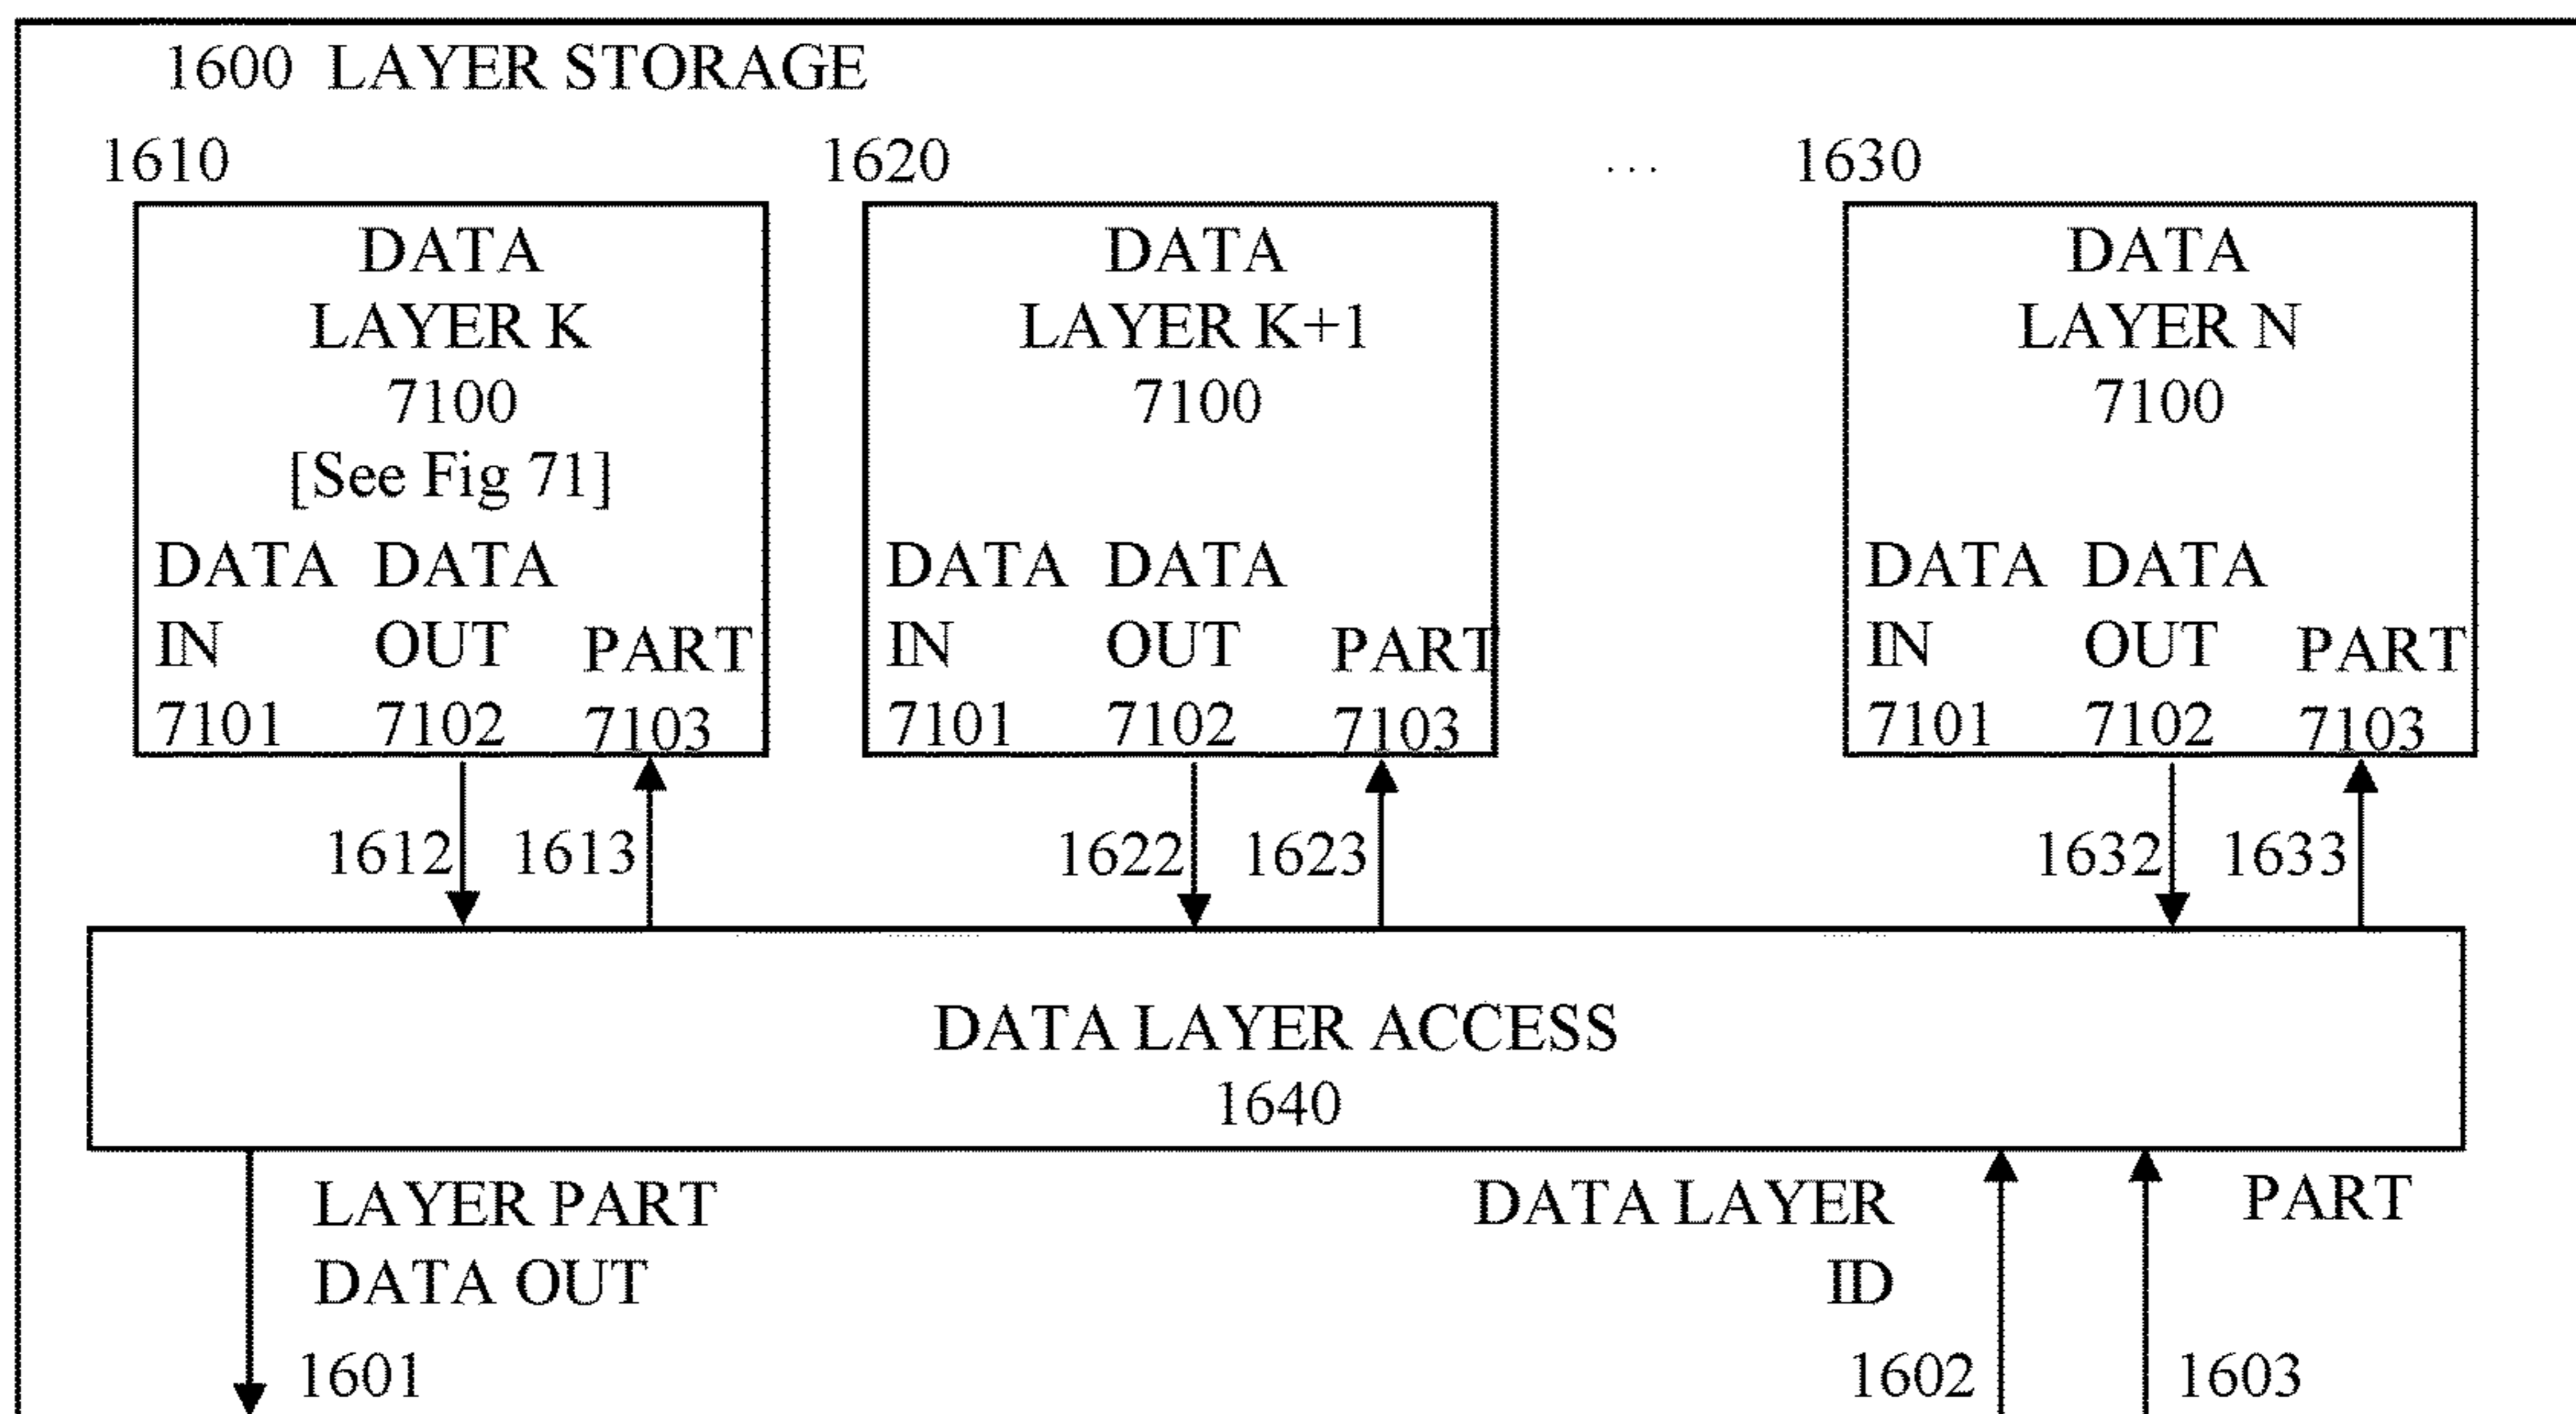 1600 LAYER STORAGE
1610
1620
...
1630
DATA
LAYER K
7100
[See Fig 71]
DATA DATA
IN OUT PART
7101 7102 7103
DATA
LAYER K+1
7100
DATA DATA
IN OUT PART
7101 7102 7103
DATA
LAYER N
7100
DATA DATA
IN OUT PART
7101 7102 7103
1612 1613
1622 1623
1632 1633
DATA LAYER ACCESS
1640
LAYER PART
DATA OUT
1601
DATA LAYER
ID
1602
PART
1603